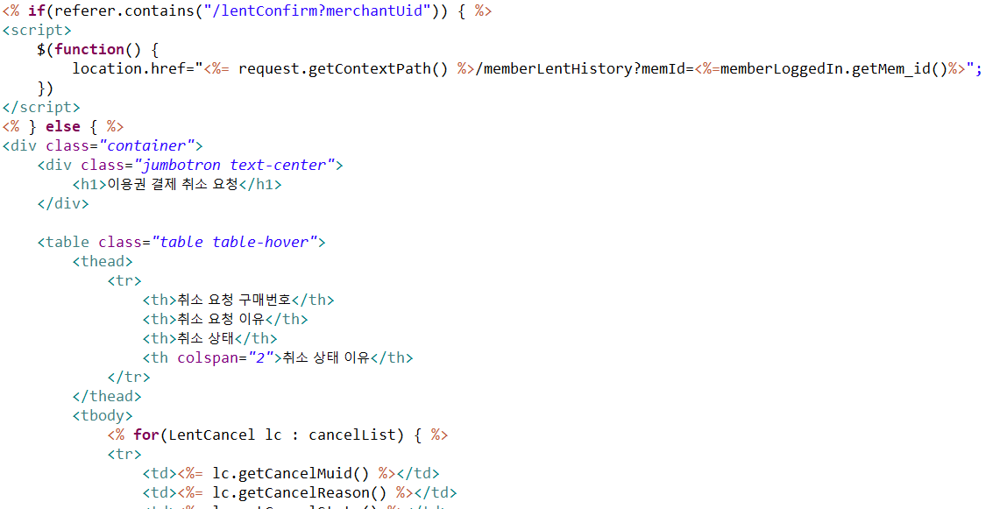 <% if(referer.contains("/lentConfirm?merchantUid")) { %>
<script>
    $(function() {
        location.href="<%= request.getContextPath() %>/memberLentHistory?memId=<%=memberLoggedIn.getMem_id()%>";
    })
</script>
<% } else { %>
<div class="container">
    <div class="jumbotron text-center">
        <h1>이용권 결제 취소 요청</h1>
    </div>
    <table class="table table-hover">
        <thead>
            <tr>
                <th>취소 요청 구매번호</th>
                <th>취소 요청 이유</th>
                <th>취소 상태</th>
                <th colspan="2">취소 상태 이유</th>
            </tr>
        </thead>
        <tbody>
            <% for(LentCancel lc : cancelList) { %>
            <tr>
                <td><%= lc.getCancelMuid() %></td>
                <td><%= lc.getCancelReason() %></td>